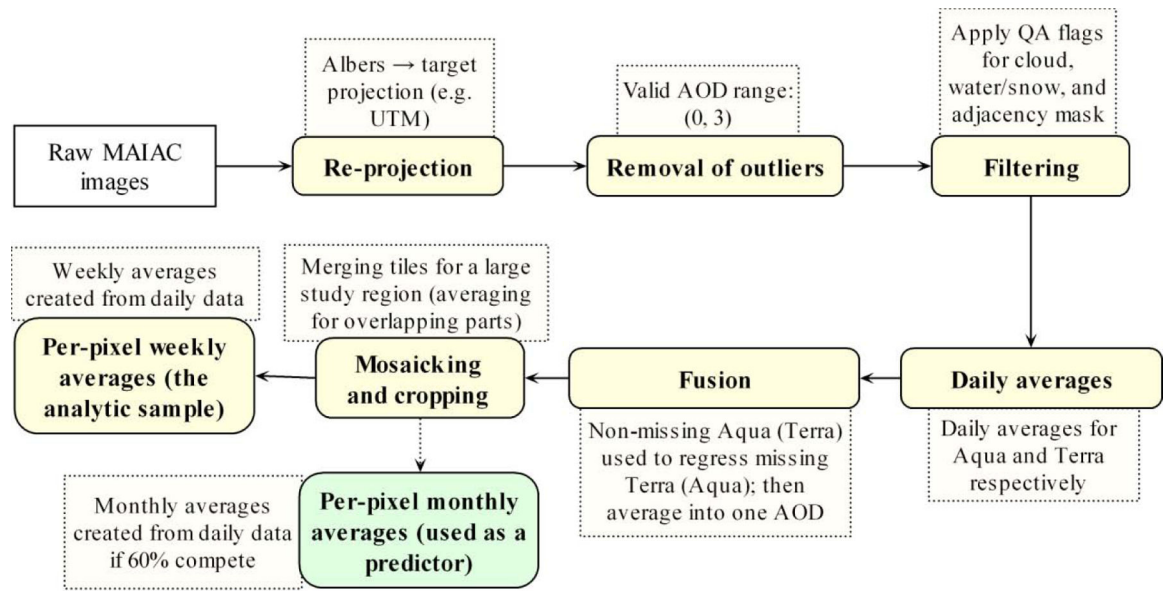 Raw MAIAC
images
Albers → target
projection (e.g.
UTM)
Re-projection
Valid AOD range:
(0, 3)
Removal of outliers
Apply QA flags
for cloud,
water/snow, and
adjacency mask
Filtering
Daily averages
Daily averages for
Aqua and Terra
respectively
Fusion
Non-missing Aqua (Terra)
used to regress missing
Terra (Aqua); then
average into one AOD
Merging tiles for a large
study region (averaging
for overlapping parts)
Mosaicking
and cropping
Weekly averages
created from daily data
Per-pixel weekly
averages (the
analytic sample)
Monthly averages
created from daily data
if 60% compete
Per-pixel monthly
averages (used as a
predictor)